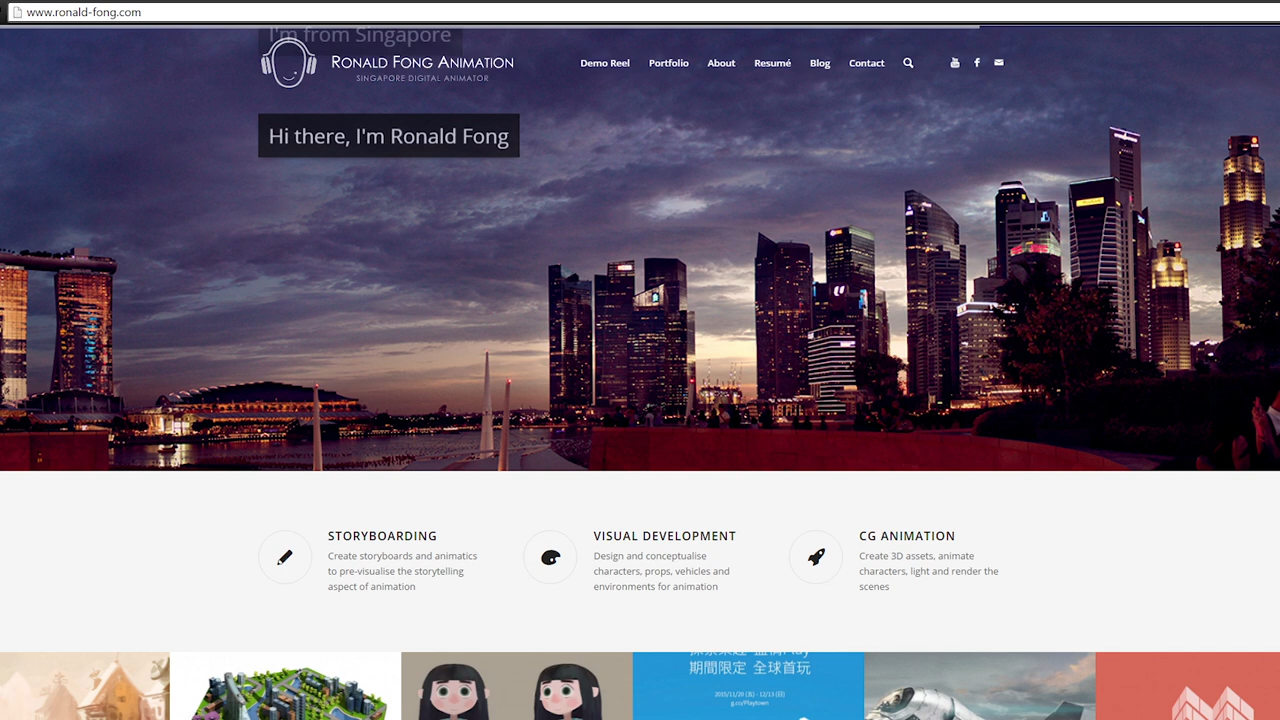 www.ronald-fong.com
I'm from Singapore
RONALD FONG ANIMATION
SINGAPORE DIGITAL ANIMATOR
Demo Reel
Portfolio
About
Resumé
Blog
Contact
Hi there, I'm Ronald Fong
STORYBOARDING
Create storyboards and animatics
to pre-visualise the storytelling
aspect of animation
VISUAL DEVELOPMENT
Design and conceptualise
characters, props, vehicles and
environments for animation
CG ANIMATION
Create 3D assets, animate
characters, light and render the
scenes
期間限定 全球首玩
g.co/Playtown